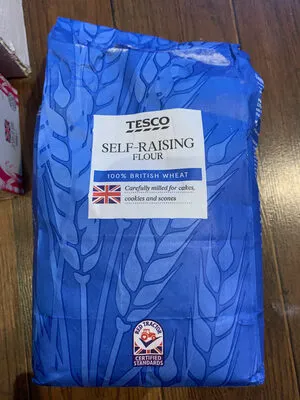 TESCO
SELF-RAISING
FLOUR
100% BRITISH WHEAT
Carefully milled for cakes,
cookies and scones
RED TRACTOR
CERTIFIED
STANDARDS